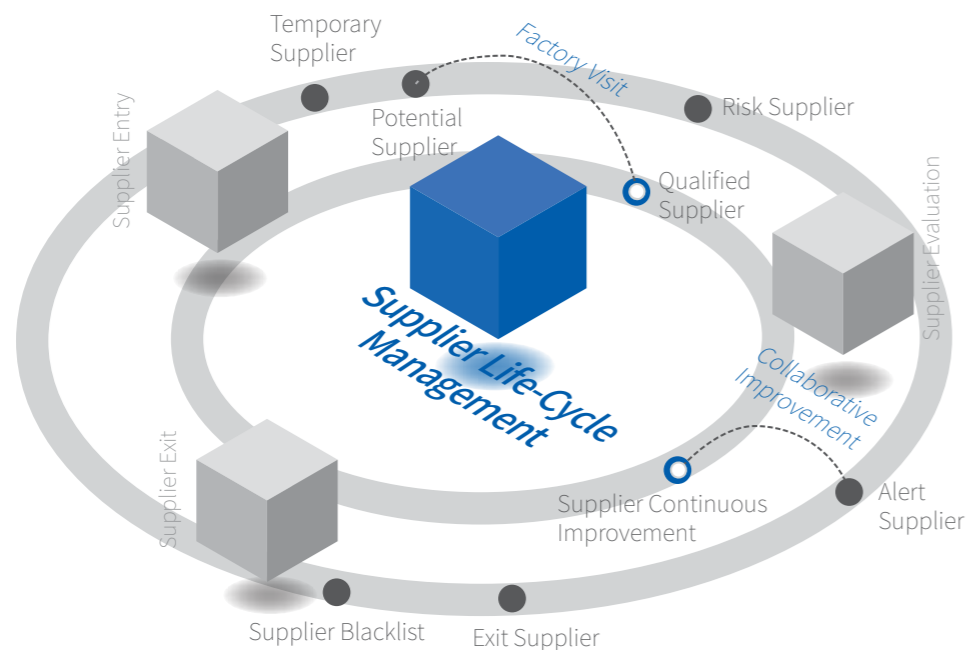 Temporary
Supplier
Factory Visit
Potential
Supplier
Risk Supplier
Supplier Entry
Qualified
Supplier
Supplier Evaluation
Supplier Life-Cycle
Management
Collaborative
Improvement
Supplier Exit
Supplier Continuous
Improvement
Alert
Supplier
Supplier Blacklist
Exit Supplier